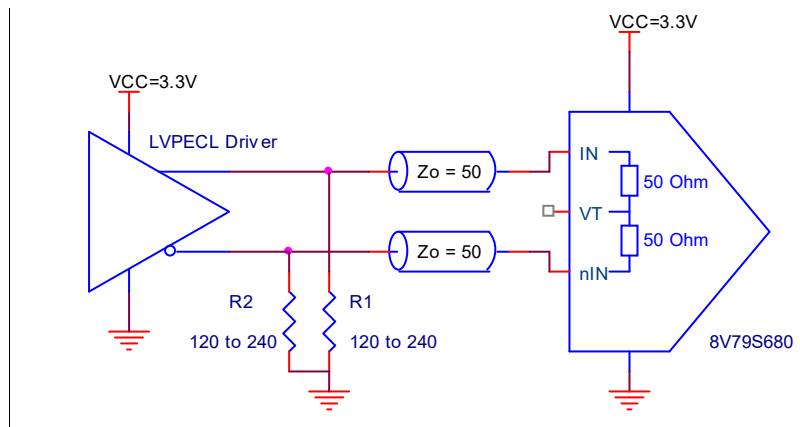 VCC=3.3V
VCC=3.3V
LVPECL Driver
Zo = 50
IN
50 Ohm
VT
Zo = 50
50 Ohm
nIN
R2
R1
120 to 240
120 to 240
8V79S680